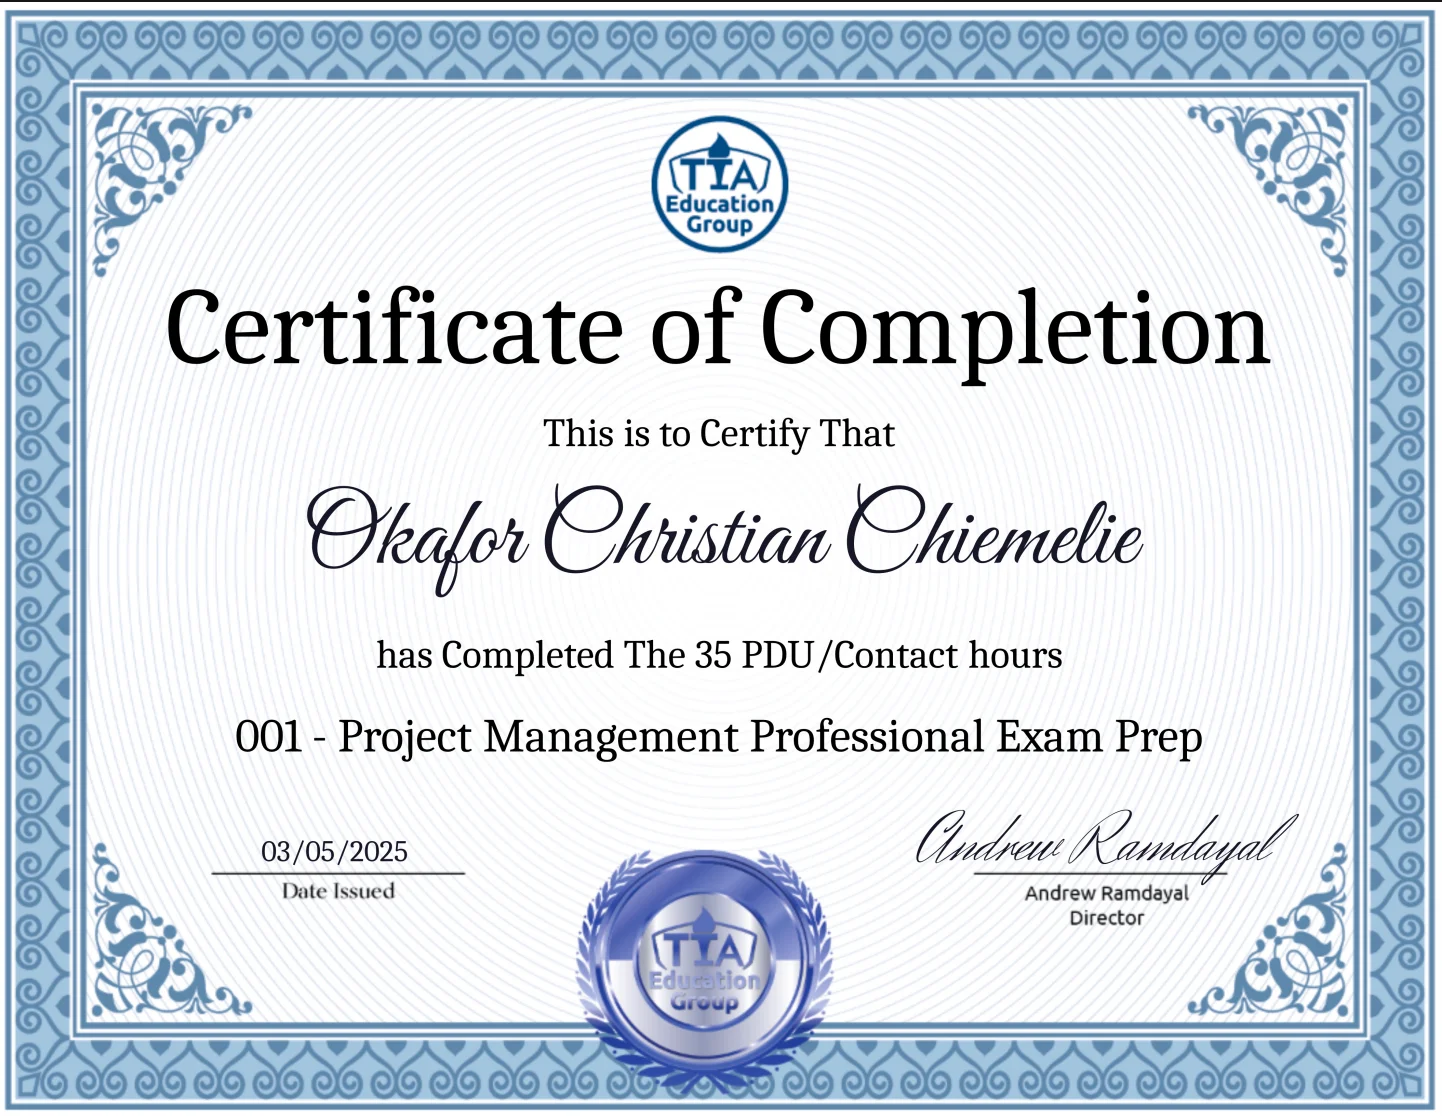 TIA
Education
Group
Certificate of Completion
This is to Certify That
Okafor Christian Chiemelie
has Completed The 35 PDU/Contact hours
001 - Project Management Professional Exam Prep
03/05/2025
Date Issued
Andrew Ramdayal
Andrew Ramdayal
Director
TIA
Education
Group